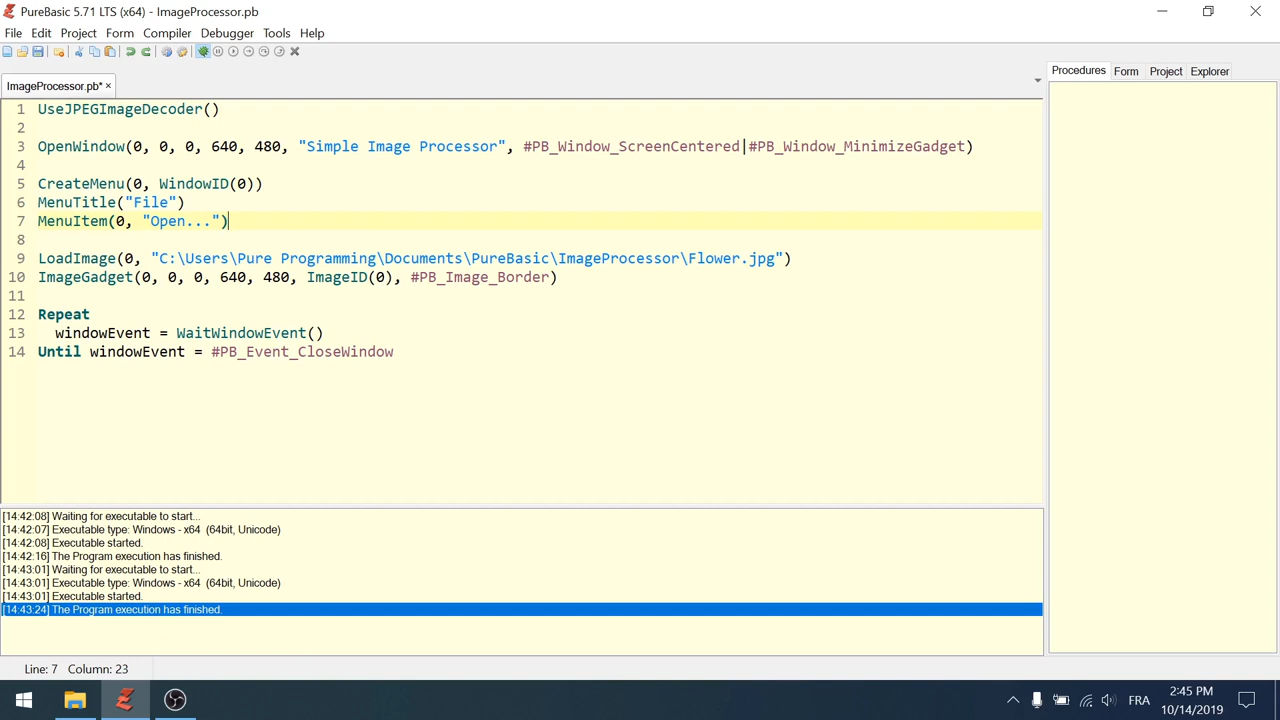 PureBasic 5.71 LTS (x64) - ImageProcessor.pb
File Edit Project Form Compiler Debugger Tools Help
ImageProcessor.pb* ×
Procedures Form Project Explorer
1 UseJPEGImageDecoder()
2
3 OpenWindow(0, 0, 0, 640, 480, "Simple Image Processor", #PB_Window_ScreenCentered|#PB_Window_MinimizeGadget)
4
5 CreateMenu(0, WindowID(0))
6 MenuTitle("File")
7 MenuItem(0, "Open...")
8
9 LoadImage(0, "C:\Users\Pure Programming\Documents\PureBasic\ImageProcessor\Flower.jpg")
10 ImageGadget(0, 0, 0, 640, 480, ImageID(0), #PB_Image_Border)
11
12 Repeat
13   windowEvent = WaitWindowEvent()
14 Until windowEvent = #PB_Event_CloseWindow
[14:42:08] Waiting for executable to start...
[14:42:07] Executable type: Windows - x64 (64bit, Unicode)
[14:42:08] Executable started.
[14:42:16] The Program execution has finished.
[14:43:01] Waiting for executable to start...
[14:43:01] Executable type: Windows - x64 (64bit, Unicode)
[14:43:01] Executable started.
[14:43:24] The Program execution has finished.
Line: 7 Column: 23
FRA
2:45 PM
10/14/2019